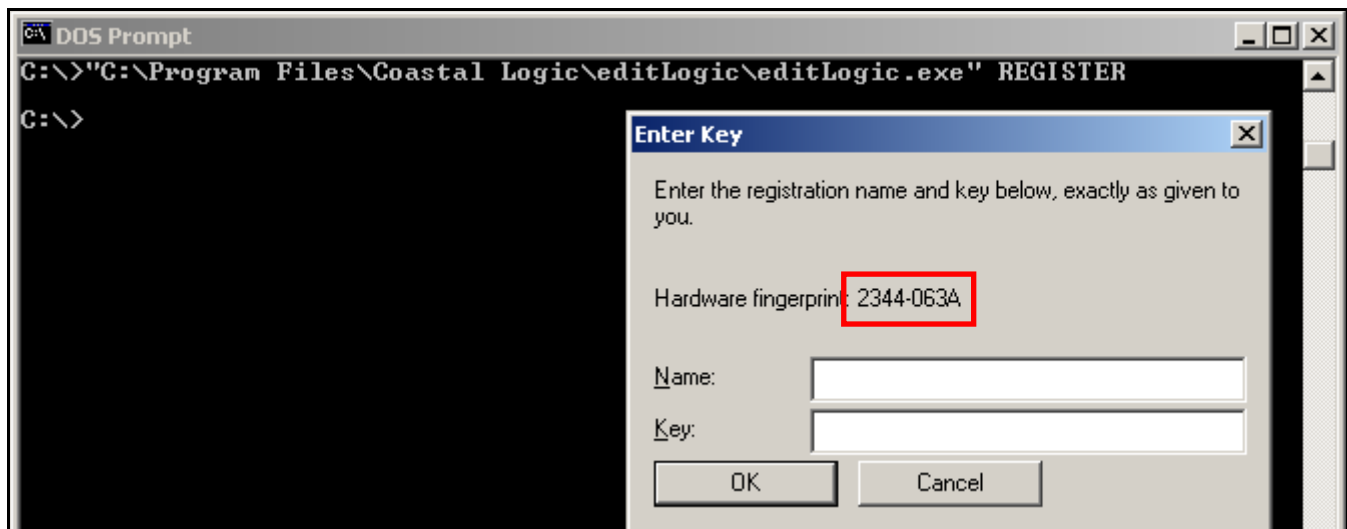 DOS Prompt
C:\>"C:\Program Files\Coastal Logic\editLogic\editLogic.exe" REGISTER
C:\>
Enter Key
Enter the registration name and key below, exactly as given to
you.
Hardware fingerprint: 2344-063A
Name:
Key:
OK Cancel